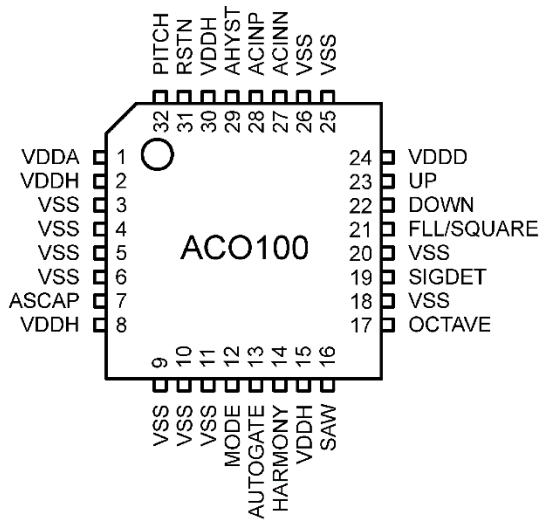 PITCH
RSTN
VDDH
AHYST
ACINP
ACINN
VSS
VSS
32 31 30 29 28 27 26 25
VDDA 1
VDDH 2
VSS 3
VSS 4
VSS 5
VSS 6
ASCAP 7
VDDH 8
ACO100
24 VDDD
23 UP
22 DOWN
21 FLL/SQUARE
20 VSS
19 SIGDET
18 VSS
17 OCTAVE
9 10 11 12 13 14 15 16
VSS
VSS
VSS
MODE
AUTOGATE
HARMONY
VDDH
SAW